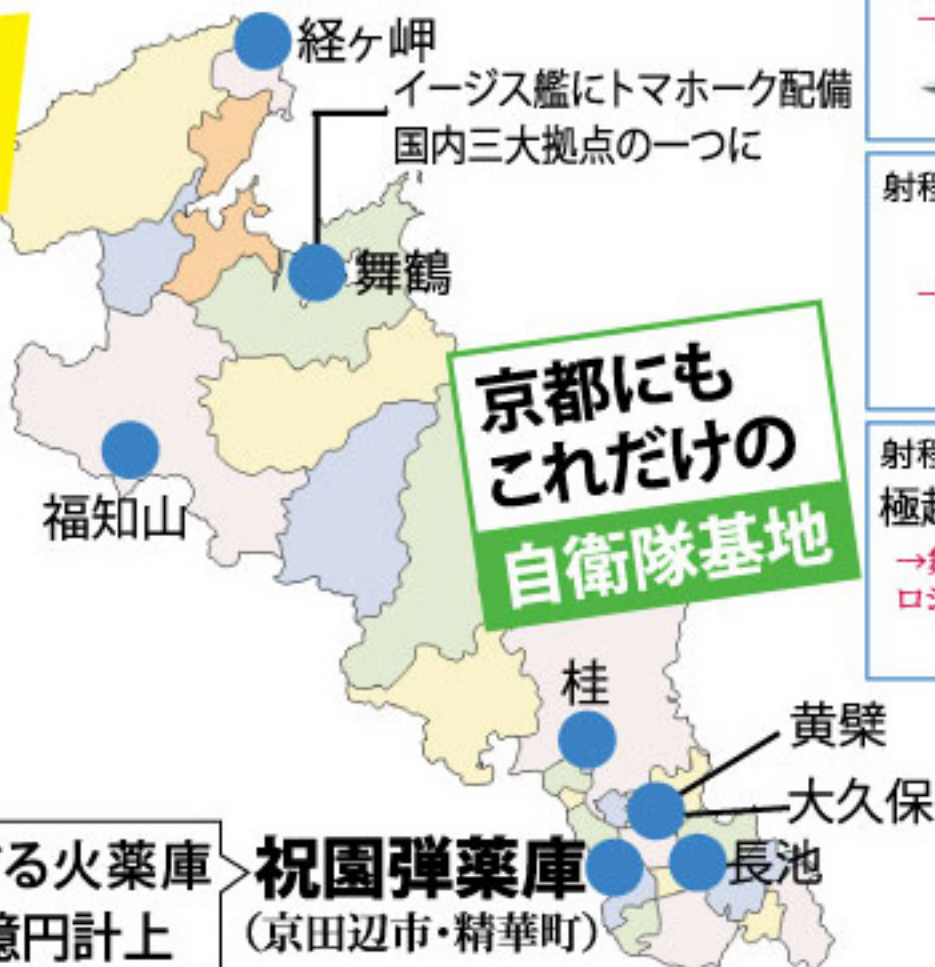 経ヶ岬
イージス艦にトマホーク配備
国内三大拠点の一つに
舞鶴
京都にも
これだけの
自衛隊基地
福知山
桂
黄檗
大久保
長池
る火薬庫
億円計上
祝園弾薬庫
(京田辺市・精華町)
射程
射程
極超
→
ロシ